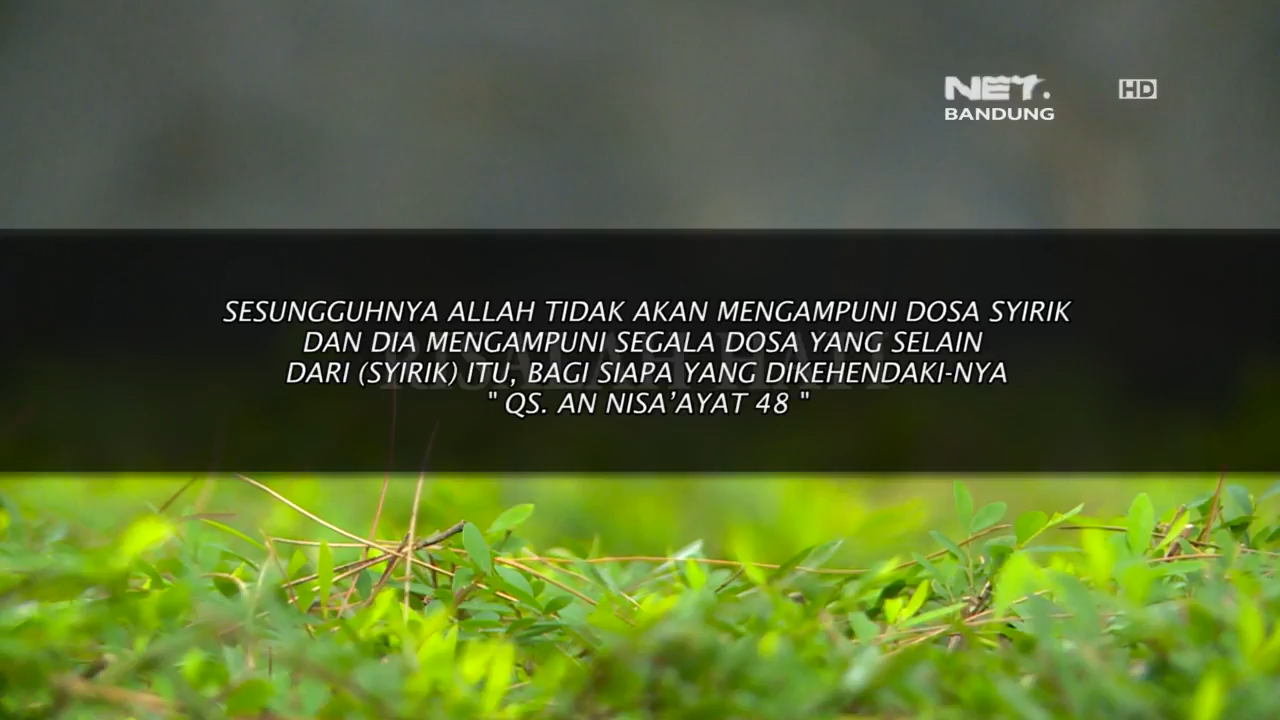 NET.
HD
BANDUNG
SESUNGGUHNYA ALLAH TIDAK AKAN MENGAMPUNI DOSA SYIRIK
DAN DIA MENGAMPUNI SEGALA DOSA YANG SELAIN
DARI (SYIRIK) ITU, BAGI SIAPA YANG DIKEHENDAKI-NYA
" QS. AN NISA’AYAT 48 "